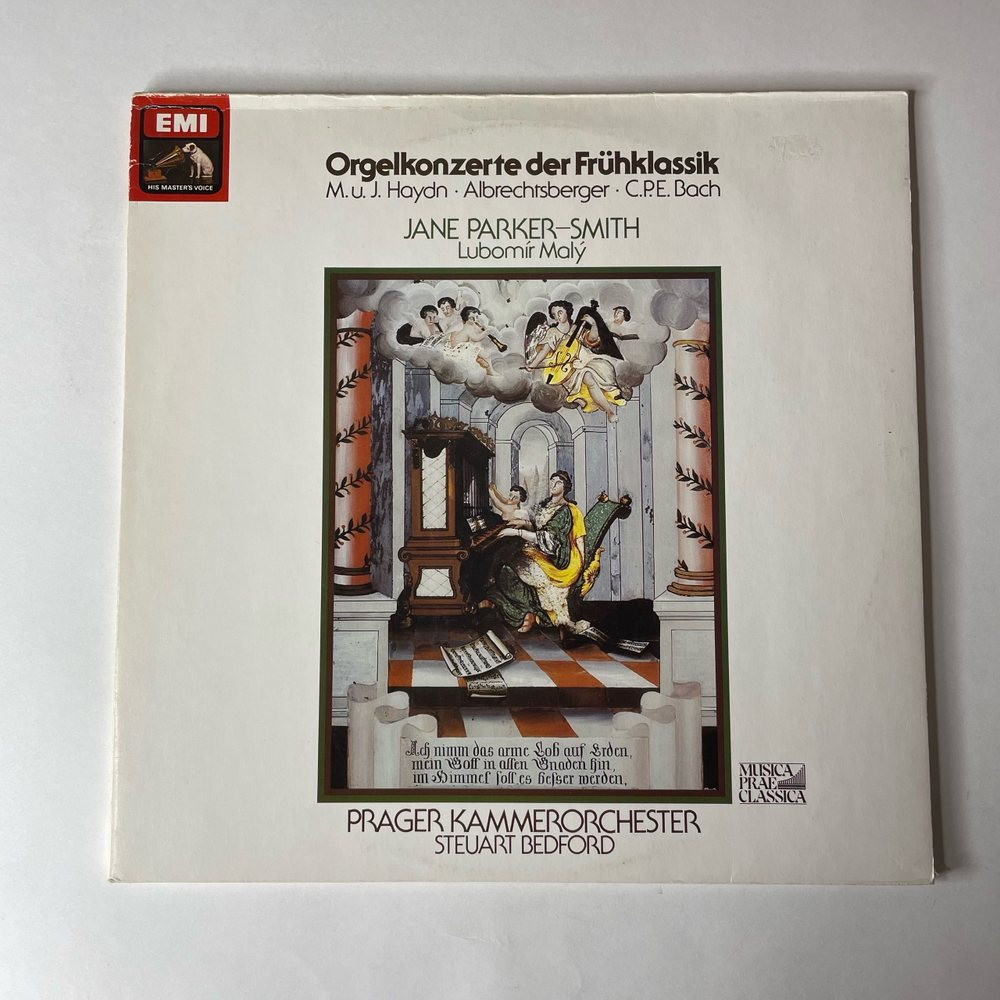 EMI
HIS MASTER'S VOICE
Orgelkonzerte der Frühklassik
M. u. J. Haydn · Albrechtsberger · C.P.E. Bach
JANE PARKER–SMITH
Lubomír Malý
Ach nimm das arme Lob auf Erden,
mein Gott in allen Gnaden hin,
im Himmel soll es besser werden,
MUSICA
PRAE
CLASSICA
PRAGER KAMMERORCHESTER
STEUART BEDFORD